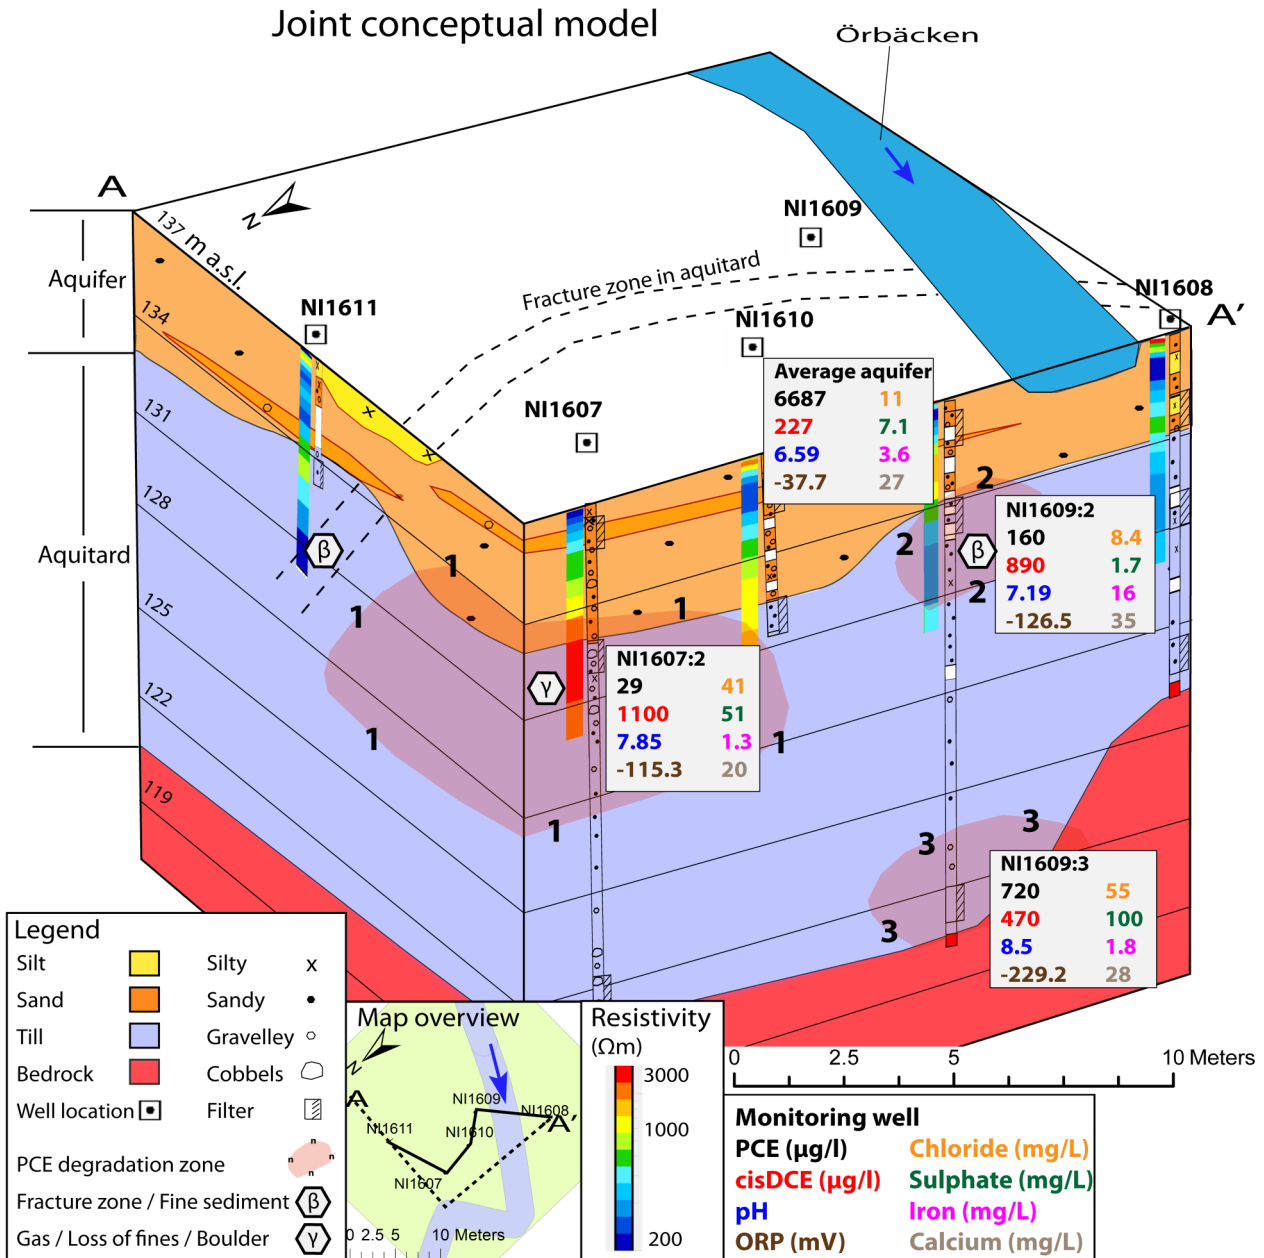 Joint conceptual model
Örbäcken
A
137 m a.s.l.
N
Aquifer
134
NI1611
NI1609
Fracture zone in aquitard
NI1608
A'
NI1610
NI1607
131
128
Aquitard
125
122
119
Average aquifer
6687 11
227 7.1
6.59 3.6
-37.7 27
NI1609:2
160 8.4
890 1.7
7.19 16
-126.5 35
NI1607:2
29 41
1100 51
7.85 1.3
-115.3 20
NI1609:3
720 55
470 100
8.5 1.8
-229.2 28
β
β
γ
1
1
1
1
1
1
2
2
2
3
3
3
Legend
Silt Silty x
Sand Sandy
Till Gravelley
Bedrock Cobbels
Well location Filter
PCE degradation zone n n n n
Fracture zone / Fine sediment β
Gas / Loss of fines / Boulder γ
Map overview
N
A
NI1609
NI1608
A'
NI1611
NI1610
NI1607
0 2.5 5 10 Meters
Resistivity
(Ωm)
3000
1000
200
0 2.5 5 10 Meters
Monitoring well
PCE (µg/l) Chloride (mg/L)
cisDCE (µg/l) Sulphate (mg/L)
pH Iron (mg/L)
ORP (mV) Calcium (mg/L)